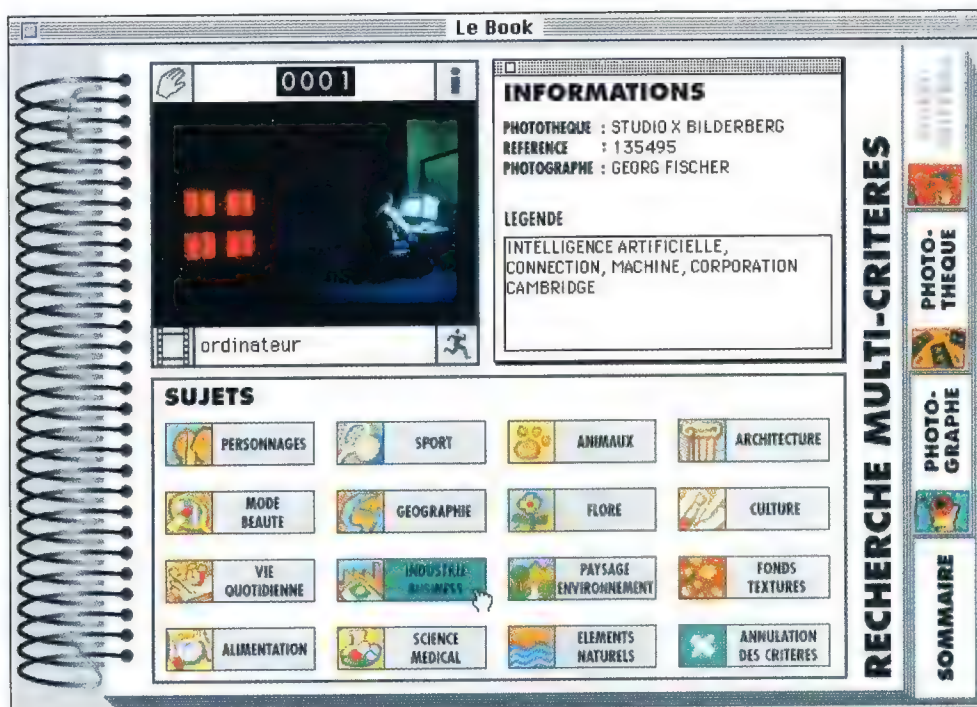 Le Book
0001
i
ordinateur
INFORMATIONS
PHOTOTHEQUE : STUDIO X BILDERBERG
REFERENCE : 135495
PHOTOGRAPHE : GEORG FISCHER
LEGENDE
INTELLIGENCE ARTIFICIELLE,
CONNECTION, MACHINE, CORPORATION
CAMBRIDGE
SUJETS
PERSONNAGES
SPORT
ANIMAUX
ARCHITECTURE
MODE
BEAUTE
GEOGRAPHIE
FLORE
CULTURE
VIE
QUOTIDIENNE
INDUSTRIE
BUSINESS
PAYSAGE
ENVIRONNEMENT
FONDS
TEXTURES
ALIMENTATION
SCIENCE
MEDICAL
ELEMENTS
NATURELS
ANNULATION
DES CRITERES
RECHERCHE MULTI-CRITERES
PHOTO-
THEQUE
PHOTO-
GRAPHE
SOMMAIRE